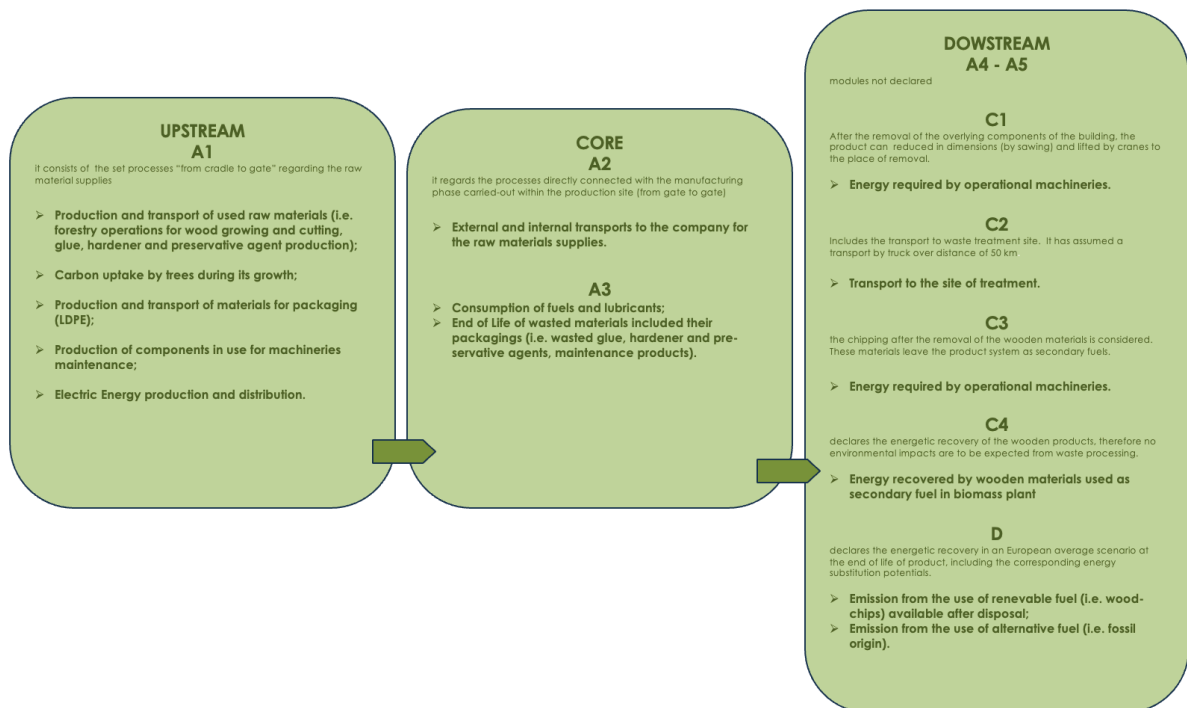 UPSTREAM
A1
it consists of the set processes “from cradle to gate” regarding the raw
material supplies
➢ Production and transport of used raw materials (i.e.
forestry operations for wood growing and cutting,
glue, hardener and preservative agent production);
➢ Carbon uptake by trees during its growth;
➢ Production and transport of materials for packaging
(LDPE);
➢ Production of components in use for machineries
maintenance;
➢ Electric Energy production and distribution.
CORE
A2
it regards the processes directly connected with the manufacturing
phase carried-out within the production site (from gate to gate)
➢ External and internal transports to the company for
the raw materials supplies.
A3
➢ Consumption of fuels and lubricants;
➢ End of Life of wasted materials included their
packagings (i.e. wasted glue, hardener and pre-
servative agents, maintenance products).
DOWSTREAM
A4 - A5
modules not declared
C1
After the removal of the overlying components of the building, the
product can reduced in dimensions (by sawing) and lifted by cranes to
the place of removal.
➢ Energy required by operational machineries.
C2
Includes the transport to waste treatment site. It has assumed a
transport by truck over distance of 50 km
➢ Transport to the site of treatment.
C3
the chipping after the removal of the wooden materials is considered.
These materials leave the product system as secondary fuels.
➢ Energy required by operational machineries.
C4
declares the energetic recovery of the wooden products, therefore no
environmental impacts are to be expected from waste processing.
➢ Energy recovered by wooden materials used as
secondary fuel in biomass plant
D
declares the energetic recovery in an European average scenario at
the end of life of product, including the corresponding energy
substitution potentials.
➢ Emission from the use of renevable fuel (i.e. wood-
chips) available after disposal;
➢ Emission from the use of alternative fuel (i.e. fossil
origin).